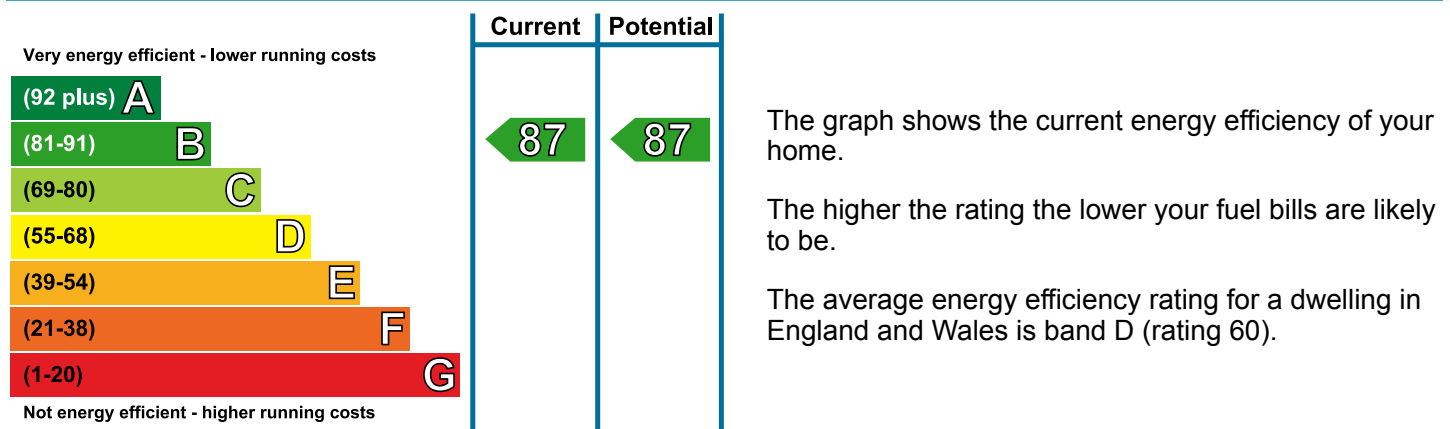 Current Potential
Very energy efficient - lower running costs
(92 plus) A
(81-91) B
87 87
(69-80) C
(55-68) D
(39-54) E
(21-38) F
(1-20) G
Not energy efficient - higher running costs
The graph shows the current energy efficiency of your
home.
The higher the rating the lower your fuel bills are likely
to be.
The average energy efficiency rating for a dwelling in
England and Wales is band D (rating 60).